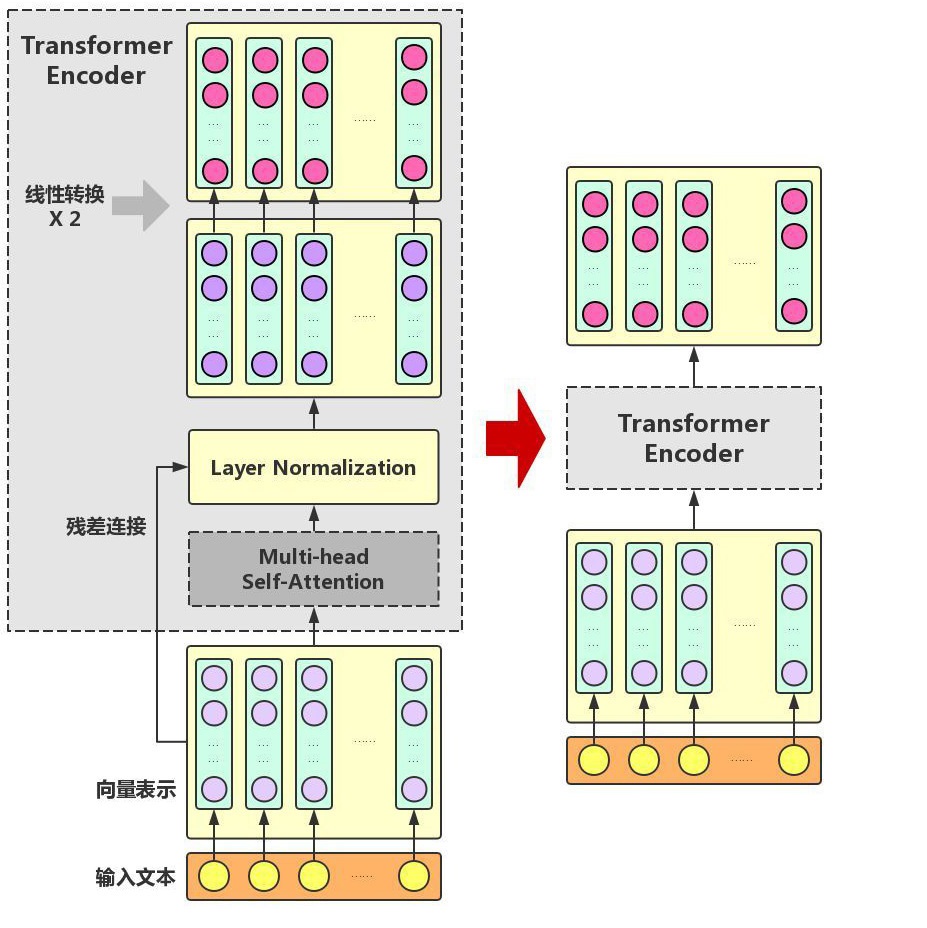 Transformer
Encoder
线性转换
X 2
Layer Normalization
残差连接
Multi-head
Self-Attention
向量表示
输入文本
Transformer
Encoder